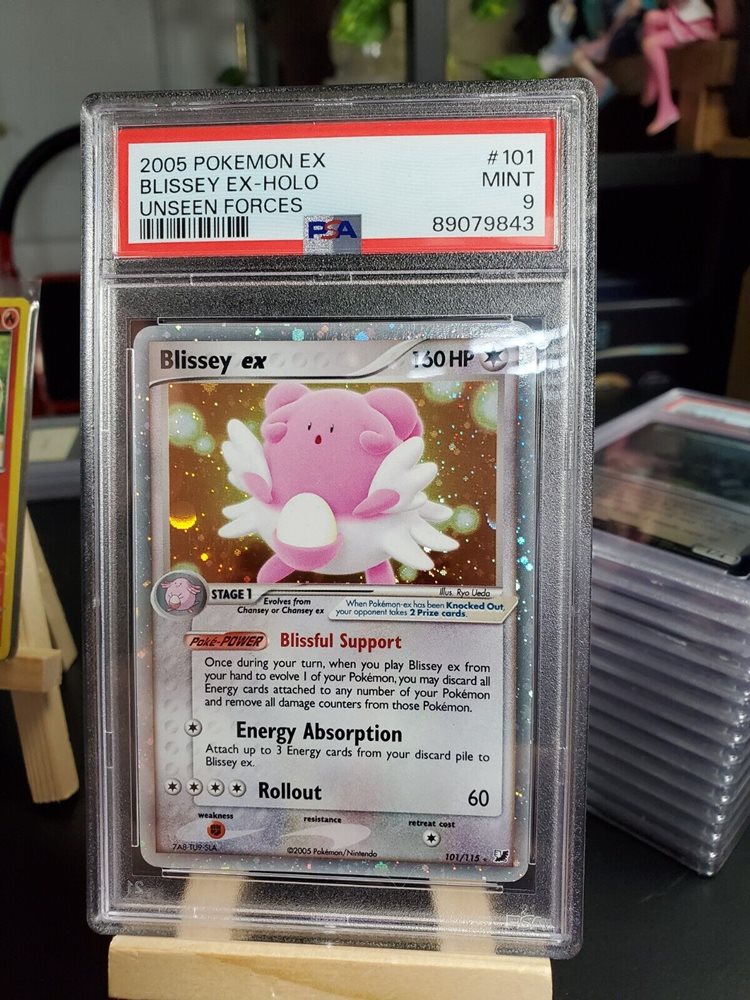 2005 POKEMON EX #101
BLISSEY EX-HOLO MINT
UNSEEN FORCES 9
PSA 89079843
Blissey ex 160 HP
STAGE 1
Illus. Ryo Ueda
Evolves from
Chansey or Chansey ex
When Pokémon-ex has been Knocked Out,
your opponent takes 2 Prize cards.
Poké-POWER Blissful Support
Once during your turn, when you play Blissey ex from
your hand to evolve 1 of your Pokémon, you may discard all
Energy cards attached to any number of your Pokémon
and remove all damage counters from those Pokémon.
Energy Absorption
Attach up to 3 Energy cards from your discard pile to
Blissey ex.
Rollout 60
weakness resistance retreat cost
7A8-TU9-SLA ©2005 Pokémon/Nintendo 101/115